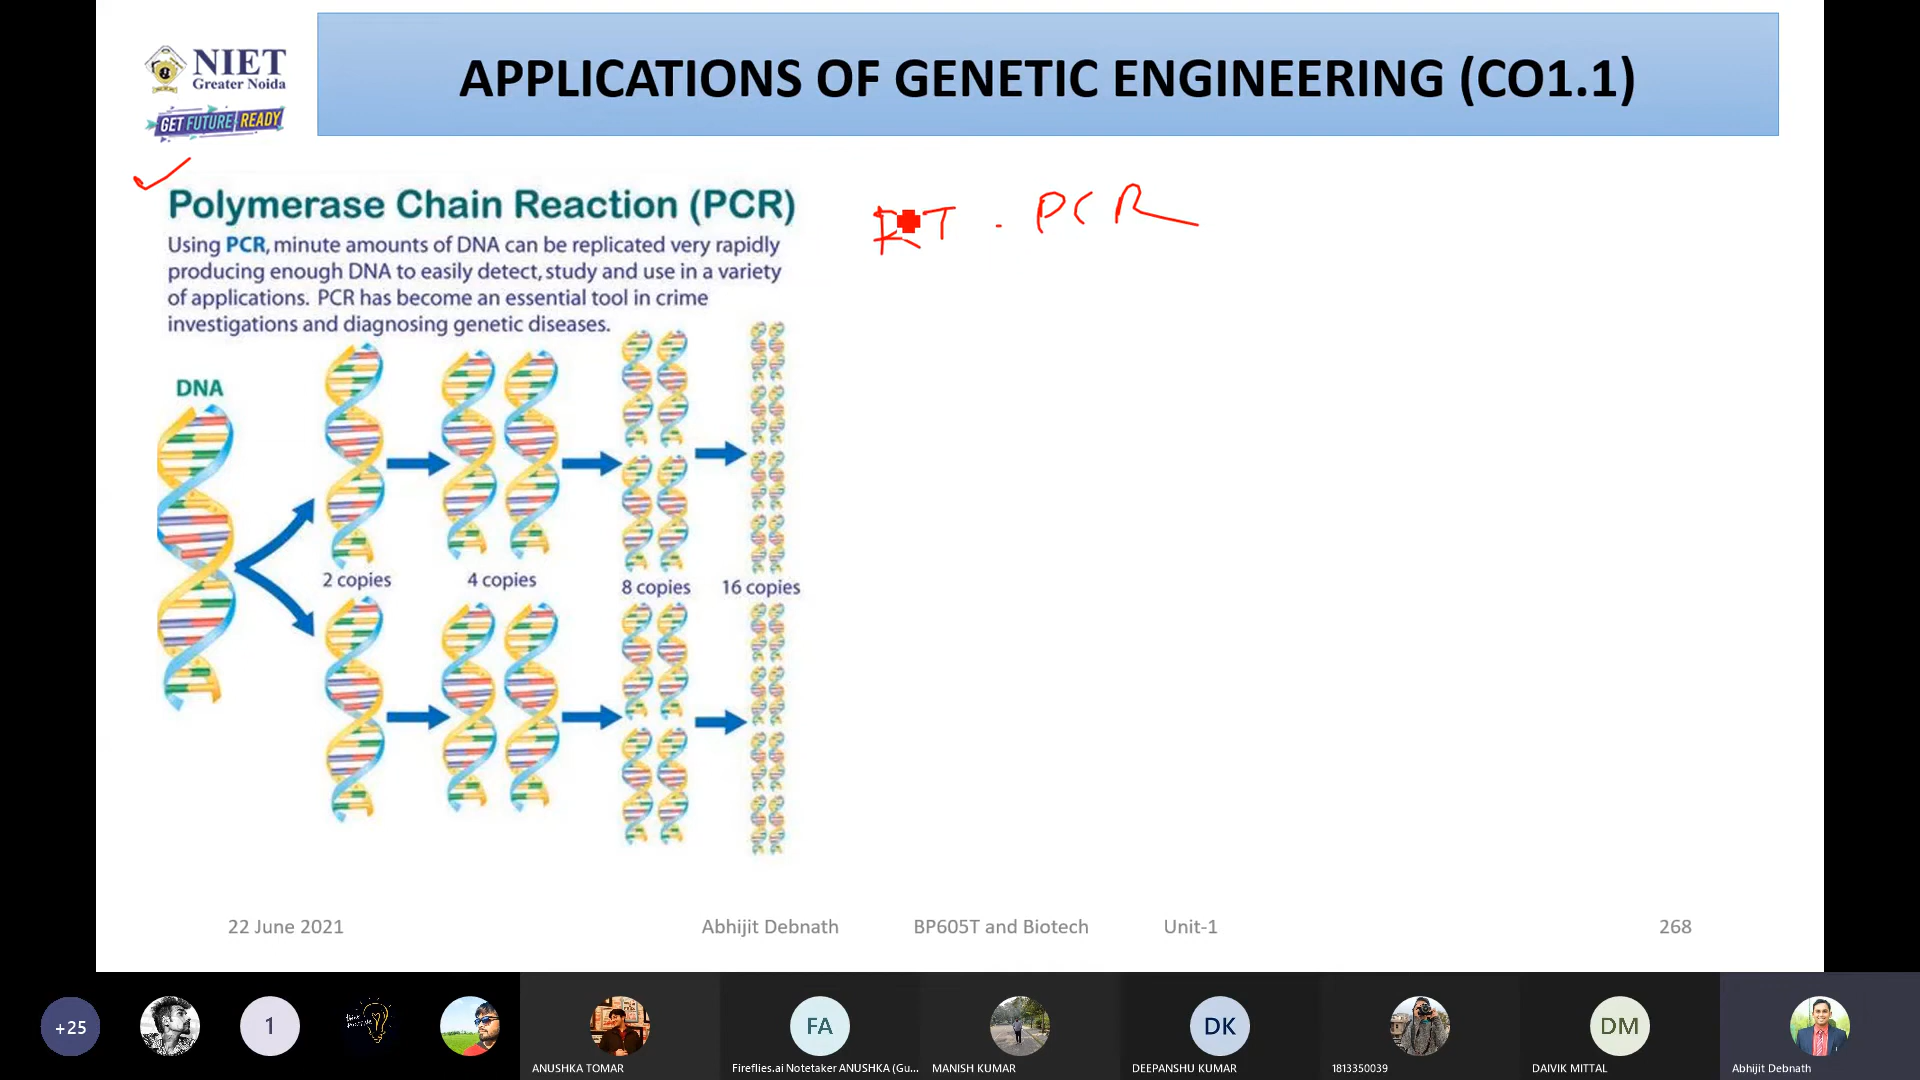 NIET
Greater Noida
GET FUTURE READY
APPLICATIONS OF GENETIC ENGINEERING (CO1.1)
Polymerase Chain Reaction (PCR)
Using PCR, minute amounts of DNA can be replicated very rapidly
producing enough DNA to easily detect, study and use in a variety
of applications. PCR has become an essential tool in crime
investigations and diagnosing genetic diseases.
RT - PCR
DNA
2 copies
4 copies
8 copies
16 copies
22 June 2021
Abhijit Debnath
BP605T and Biotech
Unit-1
268
+25
1
FA
DK
DM
ANUSHKA TOMAR
Fireflies.ai Notetaker ANUSHKA (Gu...
MANISH KUMAR
DEEPANSHU KUMAR
1813350039
DAIVIK MITTAL
Abhijit Debnath